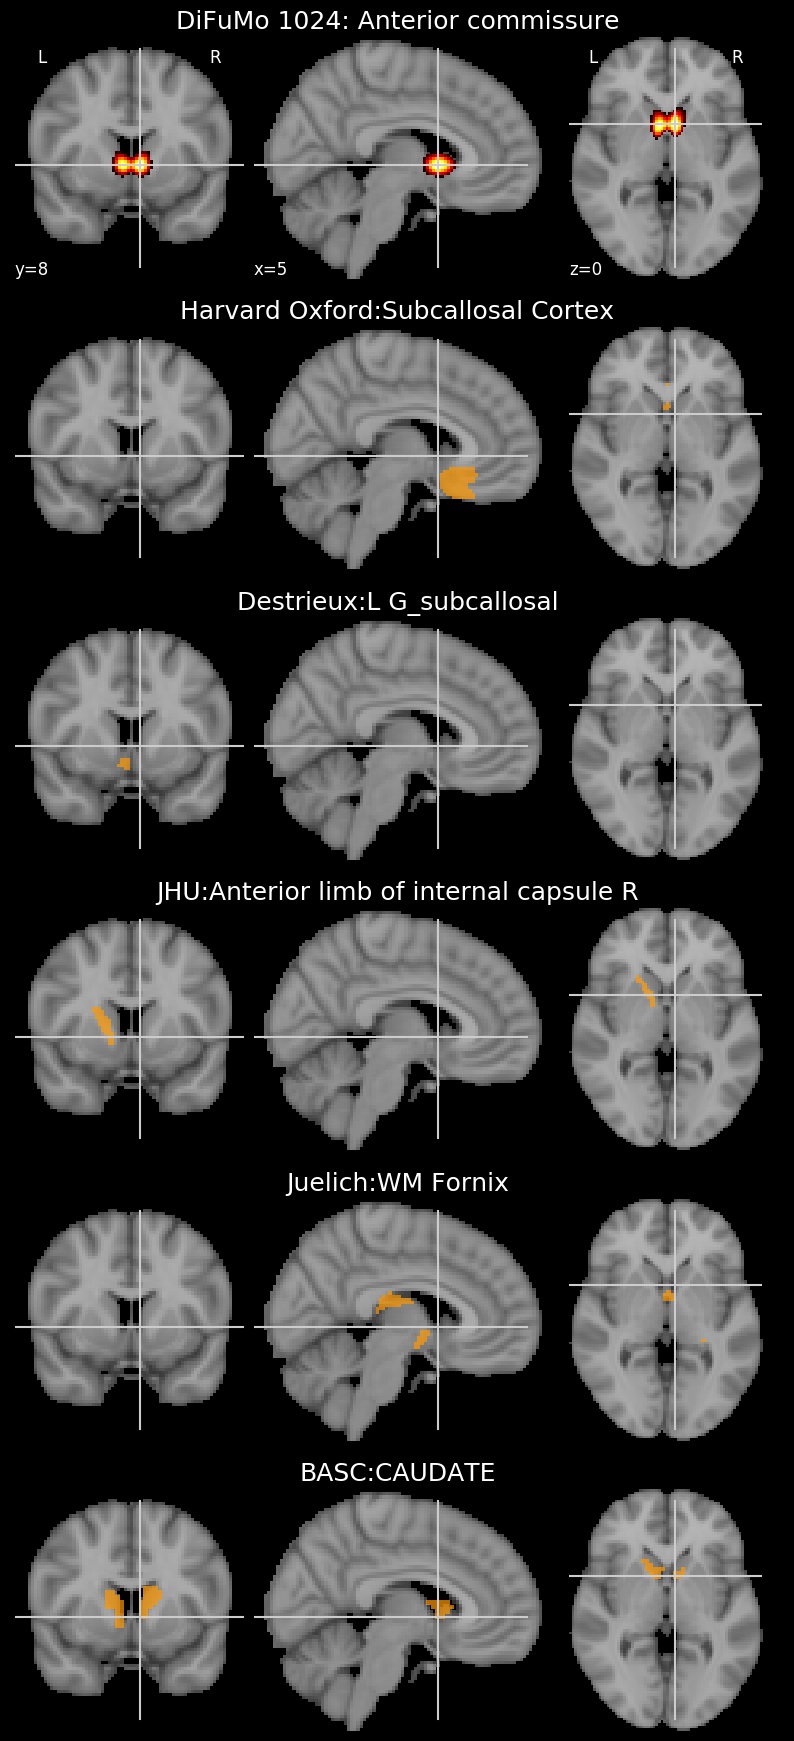 DiFuMo 1024: Anterior commissure
L R L R
y=8 x=5 z=0
Harvard Oxford:Subcallosal Cortex
Destrieux:L G_subcallosal
JHU:Anterior limb of internal capsule R
Juelich:WM Fornix
BASC:CAUDATE